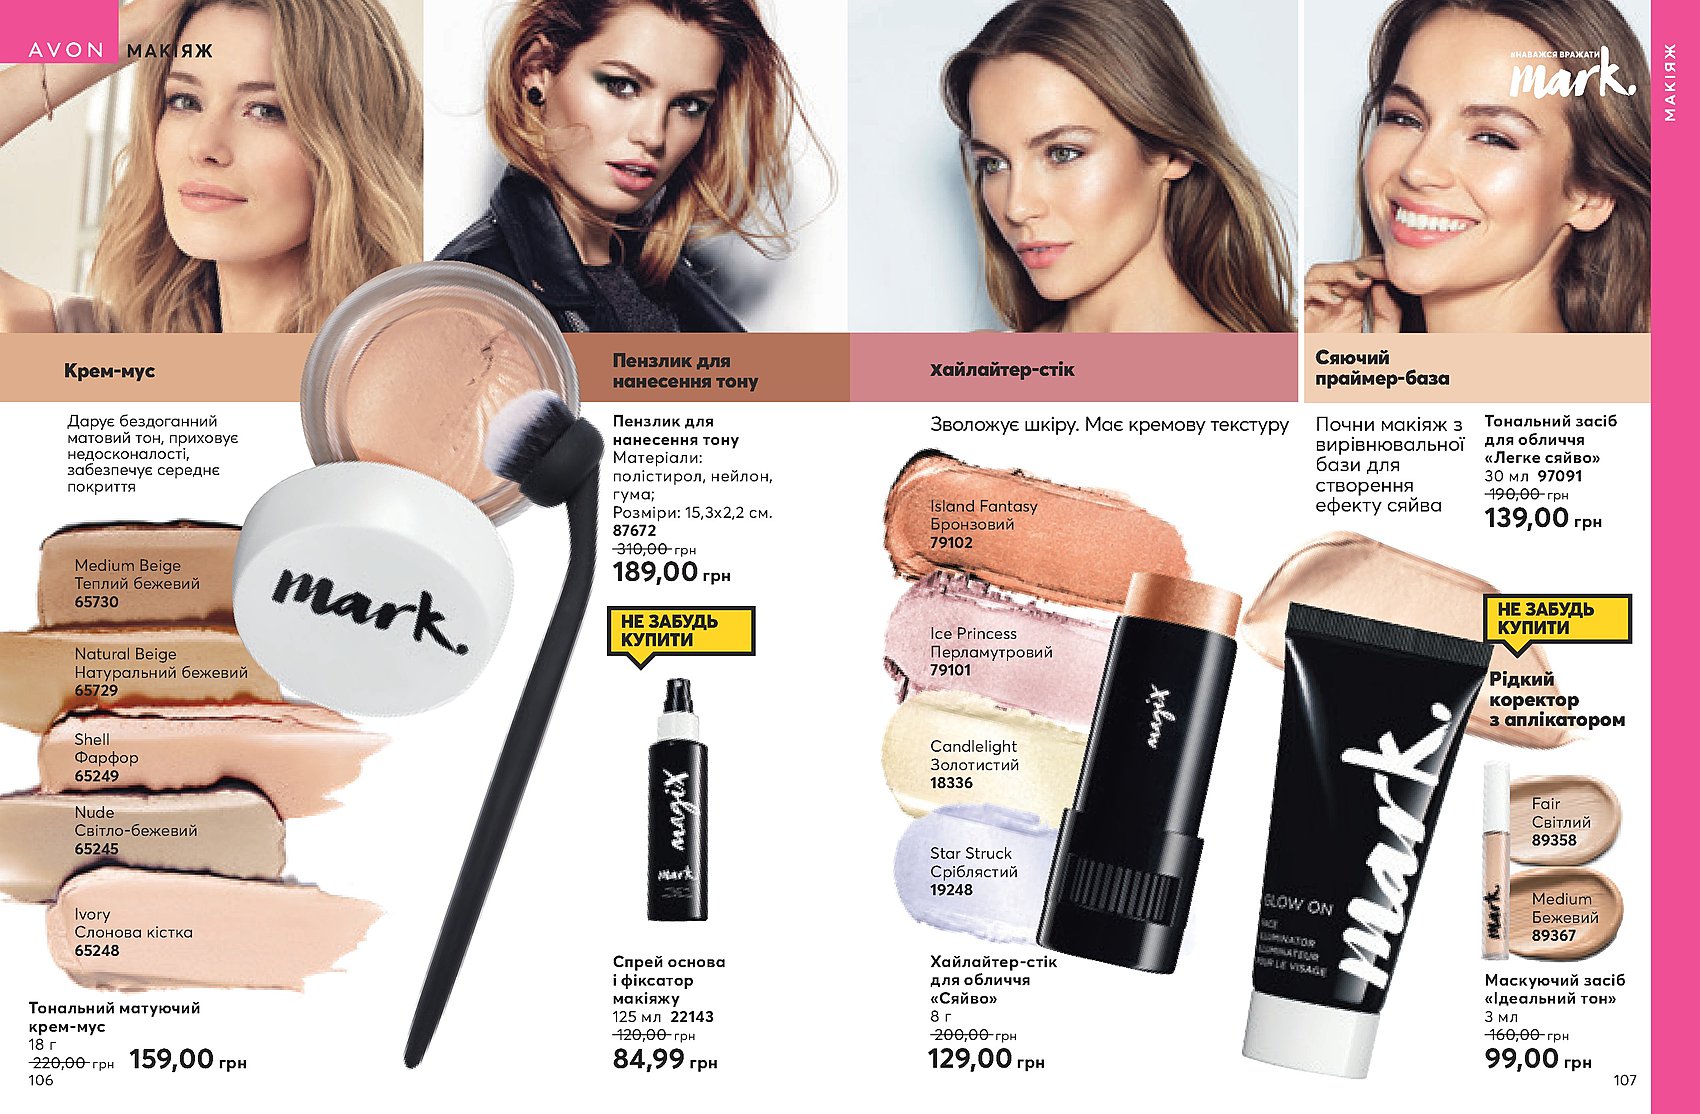 AVON МАКІЯЖ
#НАВАЖСЯ ВРАЖАТИ
mark.
МАКІЯЖ
Крем-мус
Дарує бездоганний
матовий тон, приховує
недосконалості,
забезпечує середнє
покриття
Medium Beige
Теплий бежевий
65730
Natural Beige
Натуральний бежевий
65729
Shell
Фарфор
65249
Nude
Світло-бежевий
65245
Ivory
Слонова кістка
65248
Тональний матуючий
крем-мус
18 г
220,00 грн 159,00 грн
106
mark.
Пензлик для
нанесення тону
Пензлик для
нанесення тону
Матеріали:
полістирол, нейлон,
гума;
Розміри: 15,3х2,2 см.
87672
310,00 грн
189,00 грн
НЕ ЗАБУДЬ
КУПИТИ
magiX
mark.
Спрей основа
і фіксатор
макіяжу
125 мл 22143
120,00 грн
84,99 грн
Хайлайтер-стік
Зволожує шкіру. Має кремову текстуру
Island Fantasy
Бронзовий
79102
Ice Princess
Перламутровий
79101
Candlelight
Золотистий
18336
Star Struck
Сріблястий
19248
magiX
Хайлайтер-стік
для обличчя
«Сяйво»
8 г
200,00 грн
129,00 грн
Сяючий
праймер-база
Почни макіяж з
вирівнювальної
бази для
створення
ефекту сяйва
Тональний засіб
для обличчя
«Легке сяйво»
30 мл 97091
190,00 грн
139,00 грн
mark.
GLOW ON
FACE
ILLUMINATOR
ILLUMINATEUR
POUR LE VISAGE
НЕ ЗАБУДЬ
КУПИТИ
Рідкий
коректор
з аплікатором
mark.
Fair
Світлий
89358
Medium
Бежевий
89367
Маскуючий засіб
«Ідеальний тон»
3 мл
160,00 грн
99,00 грн
107